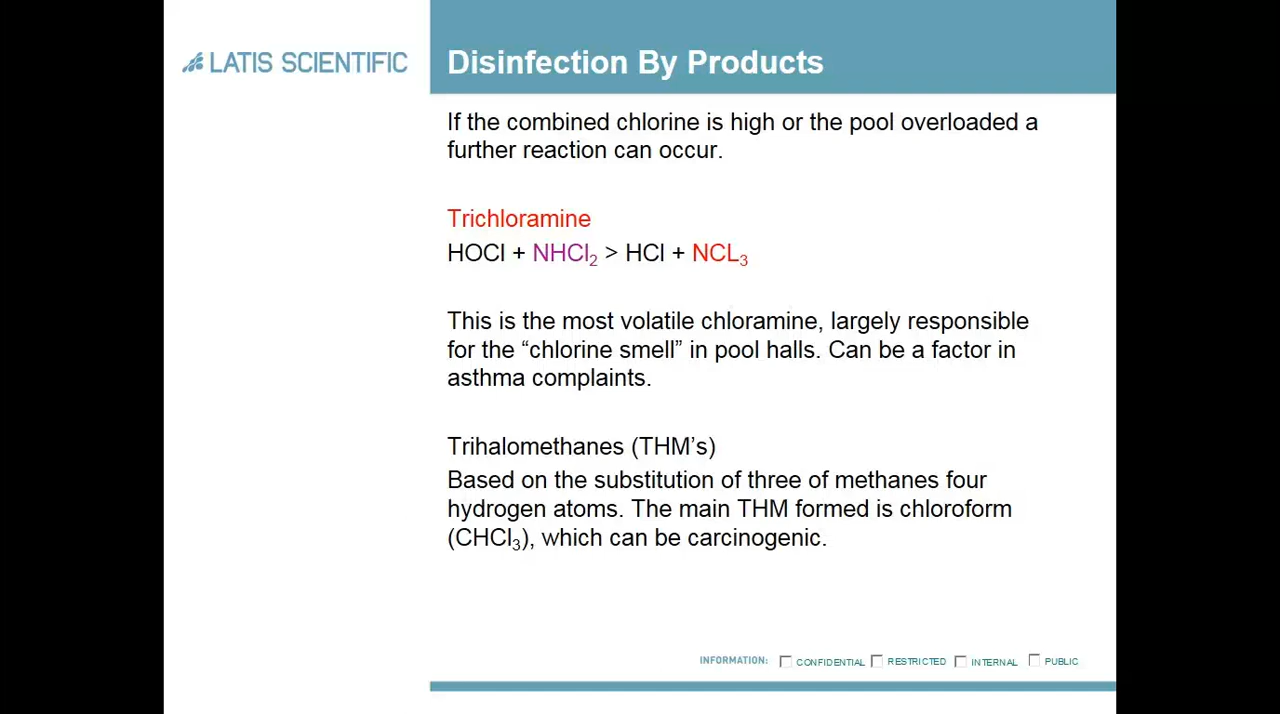 LATIS SCIENTIFIC
Disinfection By Products
If the combined chlorine is high or the pool overloaded a
further reaction can occur.
Trichloramine
HOCl + NHCl₂ > HCl + NCL₃
This is the most volatile chloramine, largely responsible
for the “chlorine smell” in pool halls. Can be a factor in
asthma complaints.
Trihalomethanes (THM’s)
Based on the substitution of three of methanes four
hydrogen atoms. The main THM formed is chloroform
(CHCl₃), which can be carcinogenic.
INFORMATION: CONFIDENTIAL RESTRICTED INTERNAL PUBLIC